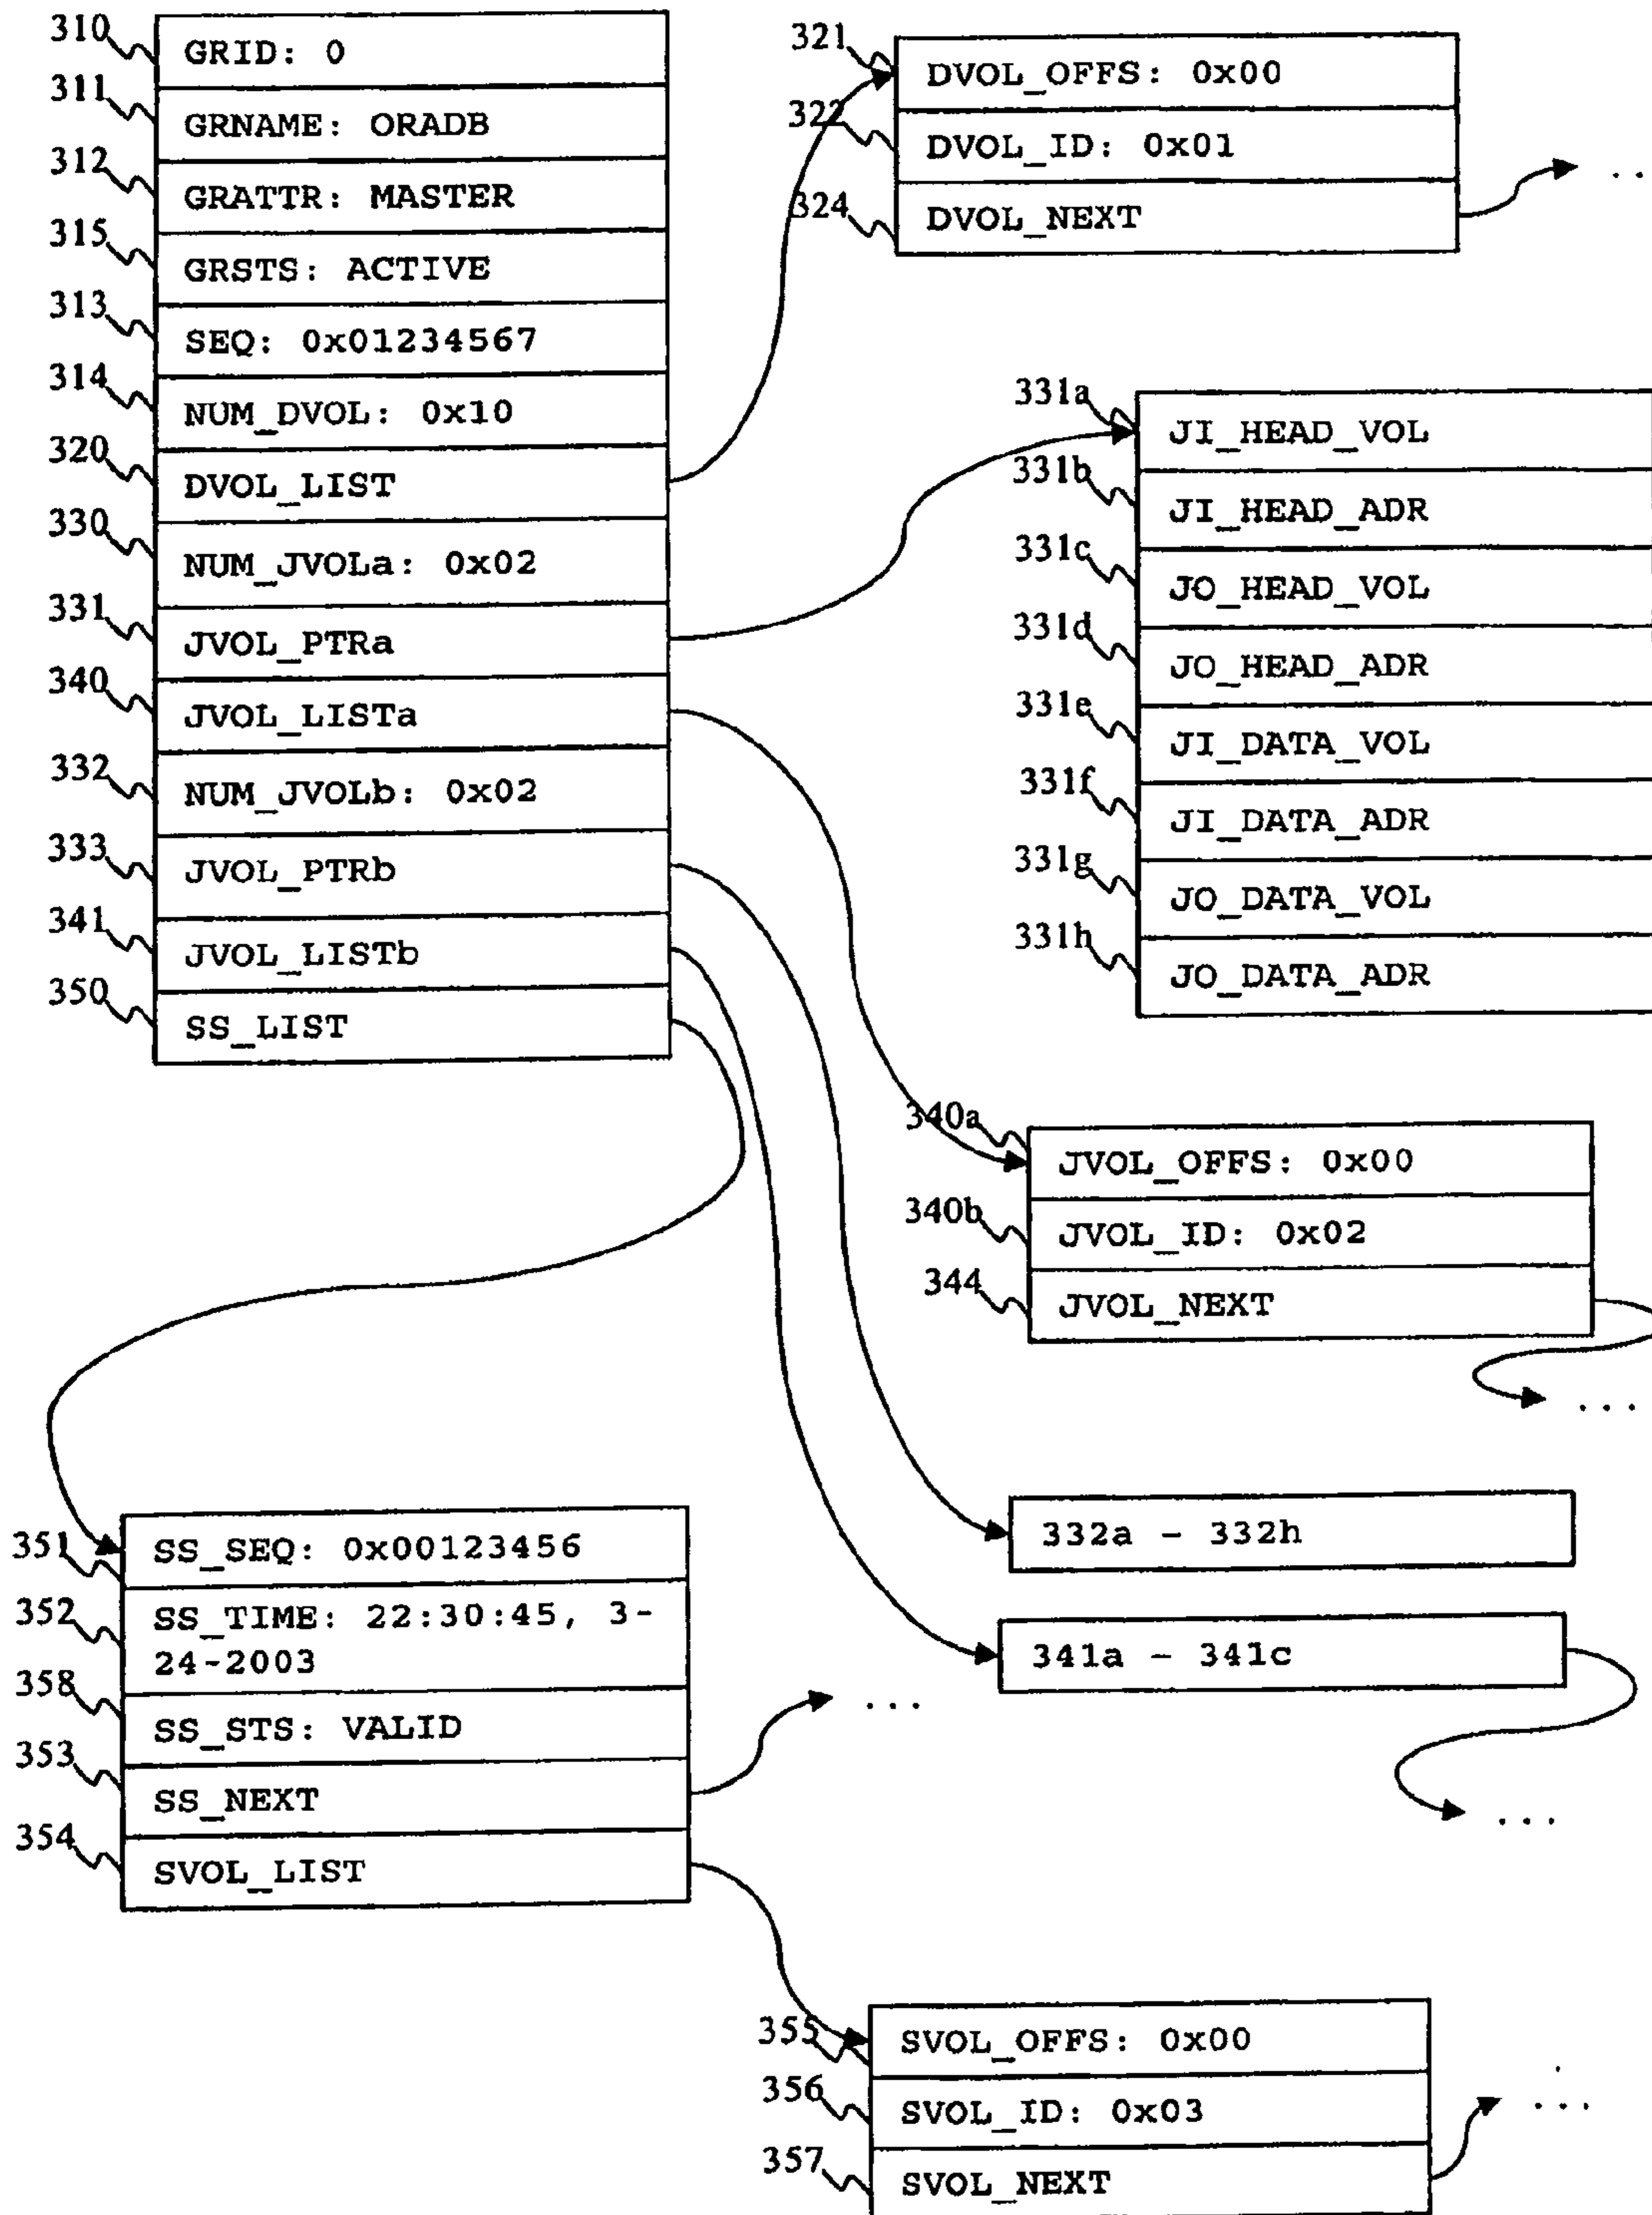 310
GRID: 0
311
GRNAME: ORADB
312
GRATTR: MASTER
315
GRSTS: ACTIVE
313
SEQ: 0x01234567
314
NUM_DVOL: 0x10
320
DVOL_LIST
330
NUM_JVOLa: 0x02
331
JVOL_PTRa
340
JVOL_LISTa
332
NUM_JVOLb: 0x02
333
JVOL_PTRb
341
JVOL_LISTb
350
SS_LIST
321
DVOL_OFFS: 0x00
322
DVOL_ID: 0x01
324
DVOL_NEXT
...
331a
JI_HEAD_VOL
331b
JI_HEAD_ADR
331c
JO_HEAD_VOL
331d
JO_HEAD_ADR
331e
JI_DATA_VOL
331f
JI_DATA_ADR
331g
JO_DATA_VOL
331h
JO_DATA_ADR
340a
JVOL_OFFS: 0x00
340b
JVOL_ID: 0x02
344
JVOL_NEXT
...
332a - 332h
341a - 341c
...
351
SS_SEQ: 0x00123456
352
SS_TIME: 22:30:45, 3-
24-2003
358
SS_STS: VALID
353
SS_NEXT
...
354
SVOL_LIST
355
SVOL_OFFS: 0x00
356
SVOL_ID: 0x03
357
SVOL_NEXT
...